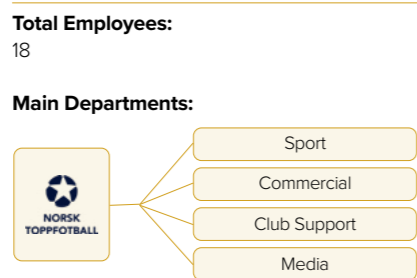 Total Employees:
18
Main Departments:
NORSK
TOPPFOTBALL
Sport
Commercial
Club Support
Media